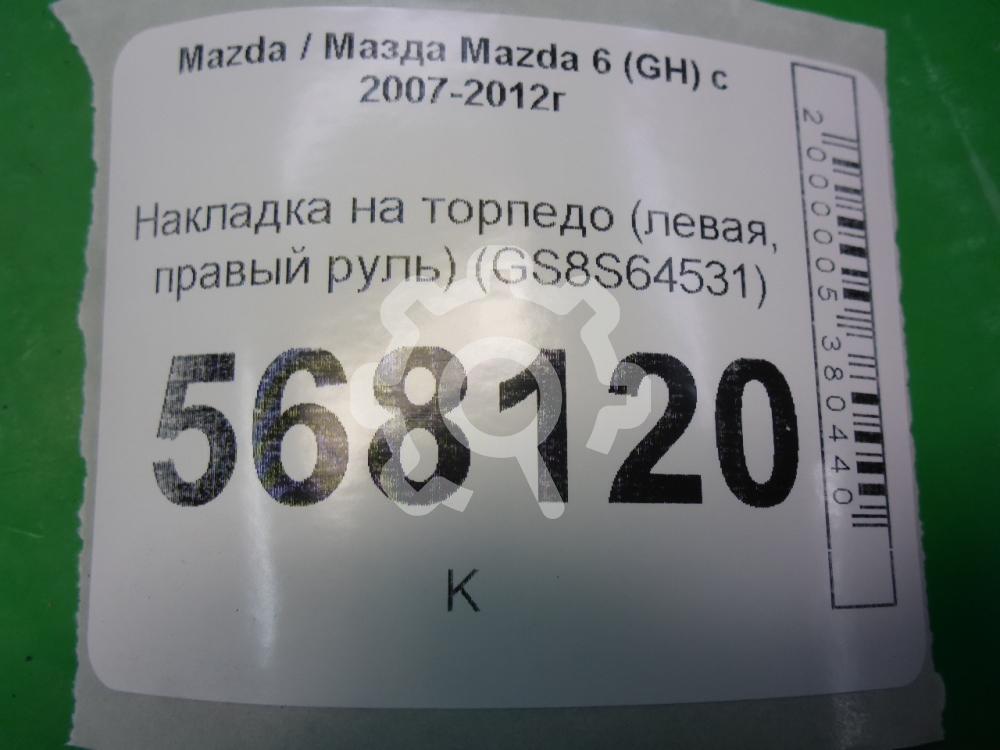 Mazda / Мазда Mazda 6 (GH) с
2007-2012г
Накладка на торпедо (левая,
правый руль) (GS8S64531)
568120
К
2000005380440